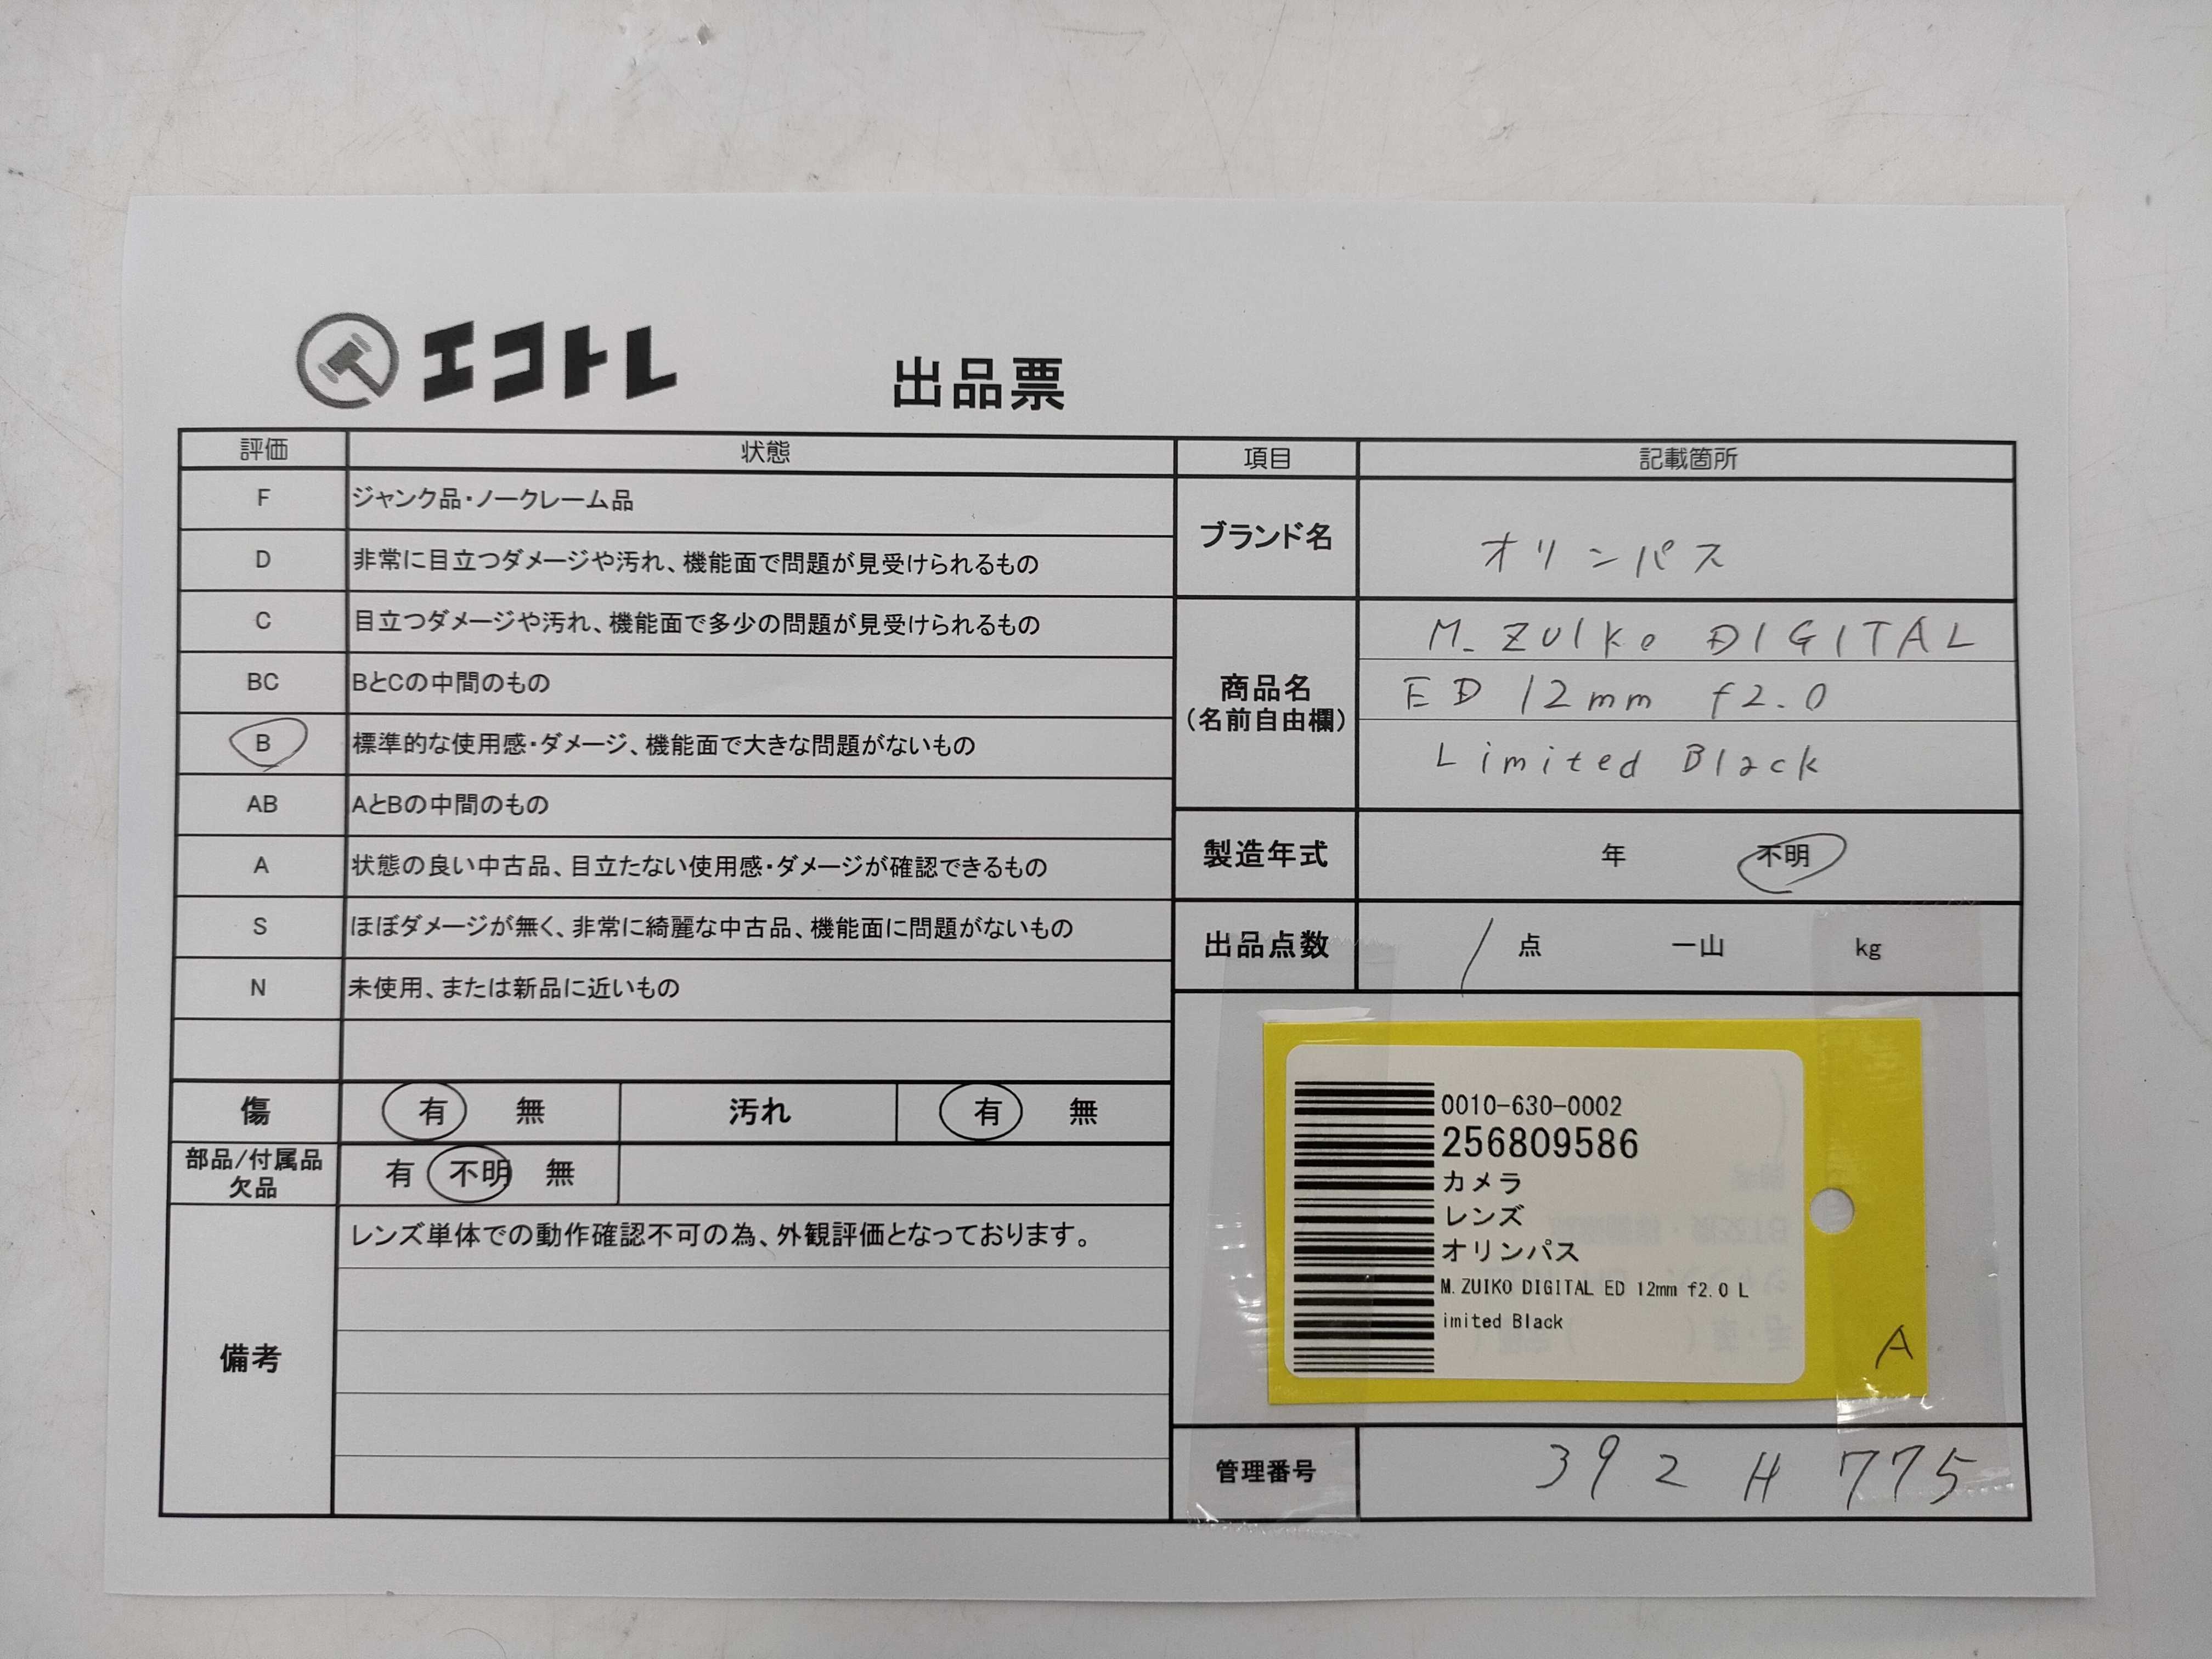 エコトレ
出品票
評価 状態
F ジャンク品・ノークレーム品
D 非常に目立つダメージや汚れ、機能面で問題が見受けられるもの
C 目立つダメージや汚れ、機能面で多少の問題が見受けられるもの
BC BとCの中間のもの
B 標準的な使用感・ダメージ、機能面で大きな問題がないもの
AB AとBの中間のもの
A 状態の良い中古品、目立たない使用感・ダメージが確認できるもの
S ほぼダメージが無く、非常に綺麗な中古品、機能面に問題がないもの
N 未使用、または新品に近いもの
傷 有 無 汚れ 有 無
部品/付属品
欠品
有 不明 無
備考
レンズ単体での動作確認不可の為、外観評価となっております。
項目 記載箇所
ブランド名 オリンパス
商品名
(名前自由欄)
M.ZUIKO DIGITAL
ED 12mm f2.0
Limited Black
製造年式 年 不明
出品点数 1 点 一山 kg
0010-630-0002
256809586
カメラ
レンズ
オリンパス
M.ZUIKO DIGITAL ED 12mm f2.0 L
imited Black
A
管理番号 392 H 775